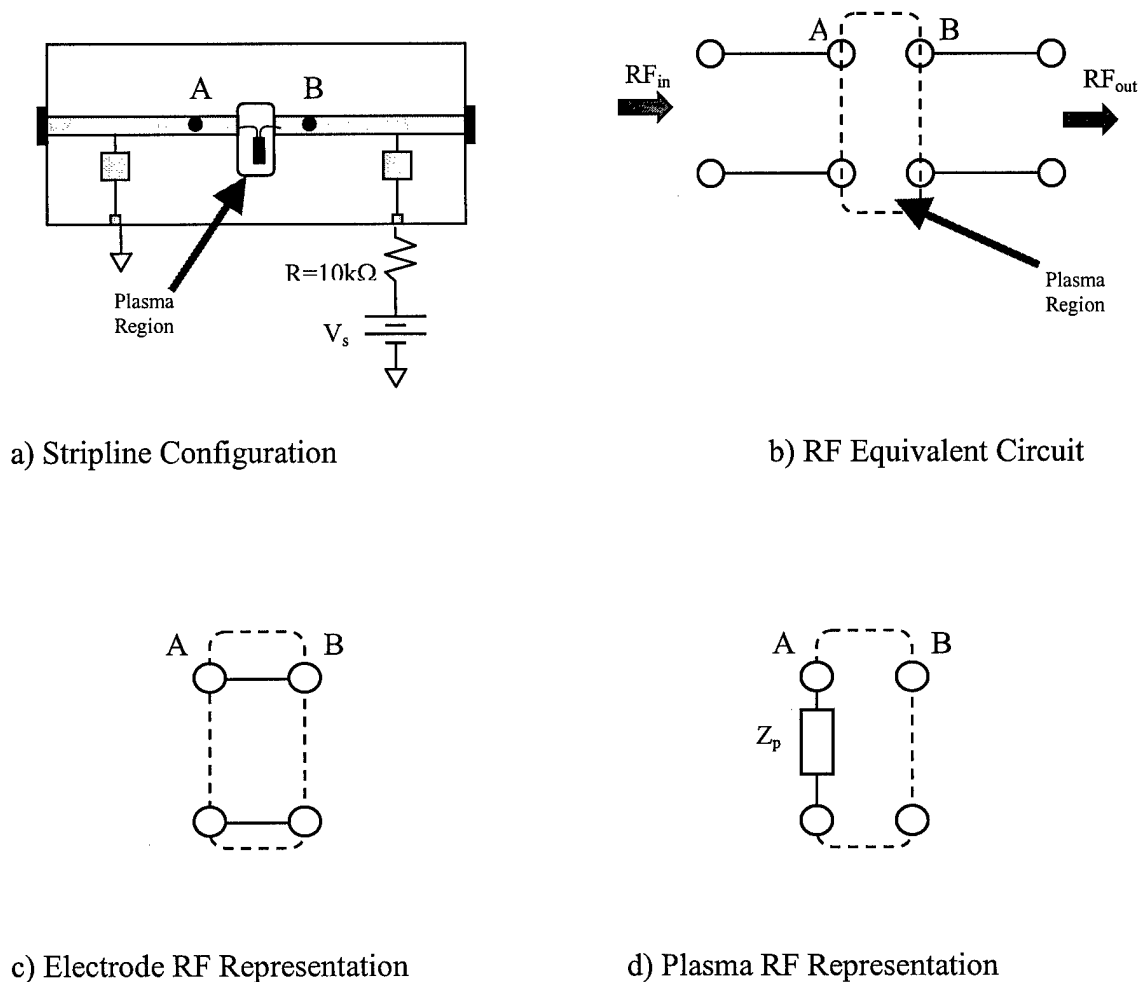 A
B
R=10kΩ
Plasma
Region
V_s
a) Stripline Configuration
A
B
RF_in
RF_out
Plasma
Region
b) RF Equivalent Circuit
A
B
c) Electrode RF Representation
A
B
Z_p
d) Plasma RF Representation